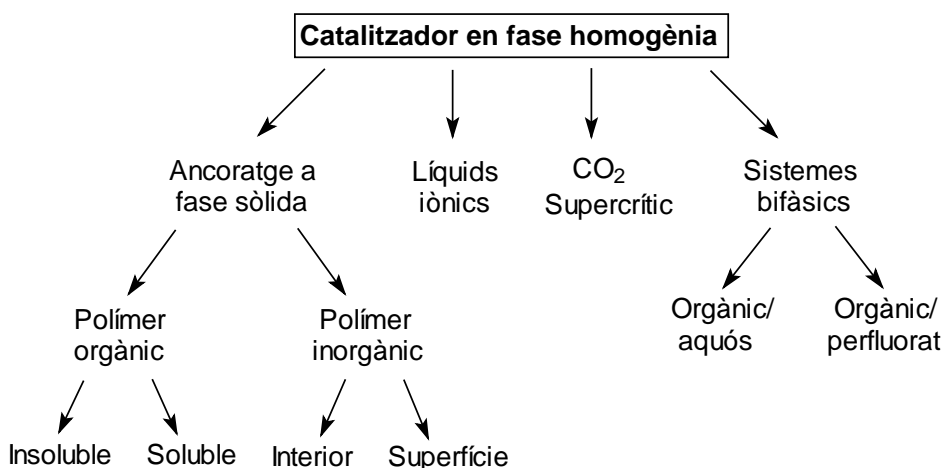 Catalitzador en fase homogènia
Ancoratge a
fase sòlida
Líquids
iònics
CO2
Supercrític
Sistemes
bifàsics
Polímer
orgànic
Polímer
inorgànic
Orgànic/
aquós
Orgànic/
perfluorat
Insoluble
Soluble
Interior
Superfície